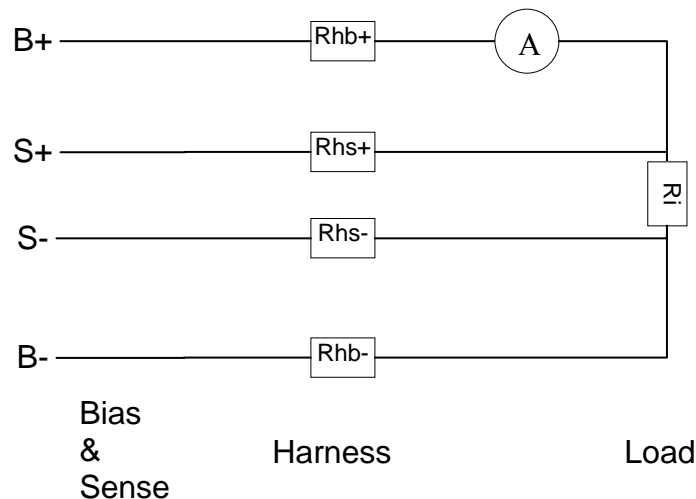 B+
Rhb+
A
S+
Rhs+
Ri
S-
Rhs-
B-
Rhb-
Bias
&
Sense
Harness
Load